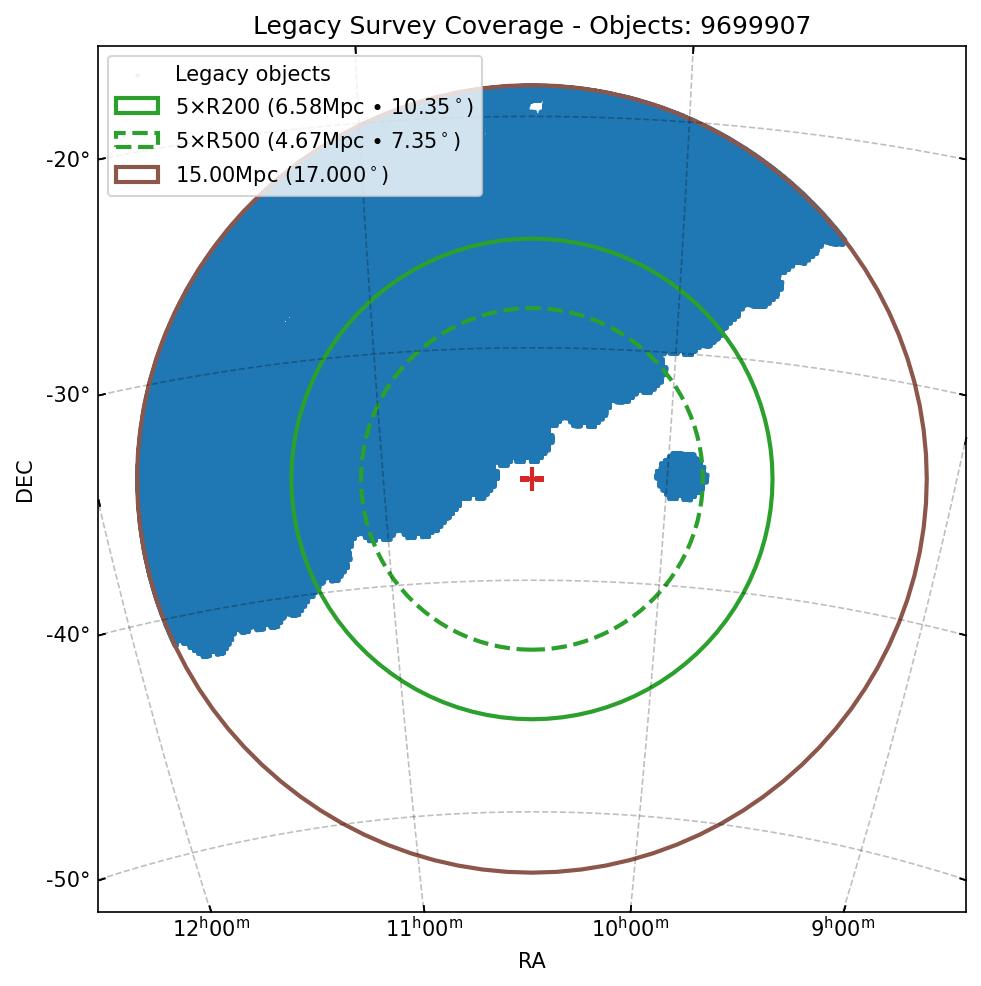 Legacy Survey Coverage - Objects: 9699907
Legacy objects
5×R200 (6.58Mpc • 10.35°)
5×R500 (4.67Mpc • 7.35°)
15.00Mpc (17.000°)
-20°
-30°
-40°
-50°
DEC
12ʰ00ᵐ 11ʰ00ᵐ 10ʰ00ᵐ 9ʰ00ᵐ
RA